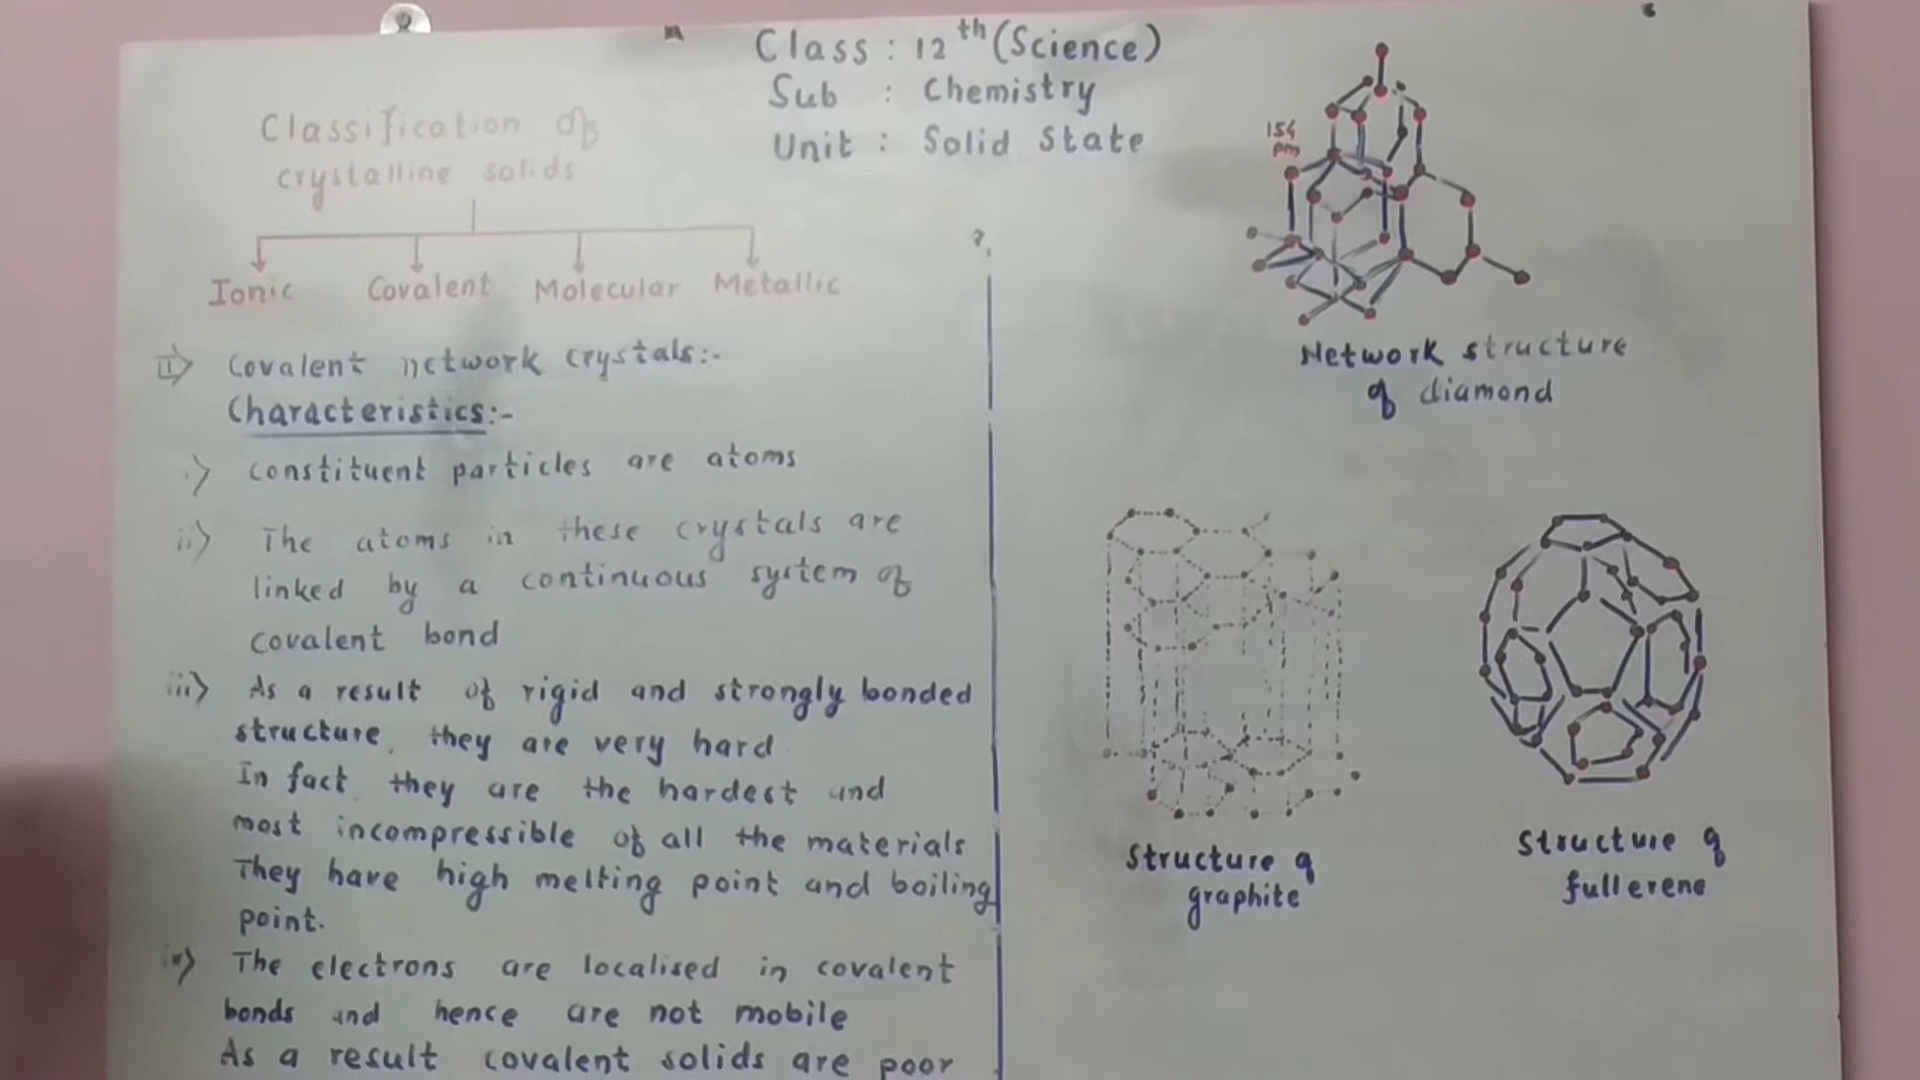 Class : 12th (Science)
Sub : Chemistry
Unit : Solid State
Classification of
crystalline solids
Ionic Covalent Molecular Metallic
Covalent network crystals:-
Characteristics:-
i) Constituent particles are atoms
ii) The atoms in these crystals are
linked by a continuous system of
covalent bond
iii) As a result of rigid and strongly bonded
structure, they are very hard
In fact, they are the hardest and
most incompressible of all the materials
They have high melting point and boiling
point.
iv) The electrons are localised in covalent
bonds and hence are not mobile
As a result covalent solids are poor
154
pm
Network structure
of diamond
Structure of
graphite
Structure of
fullerene